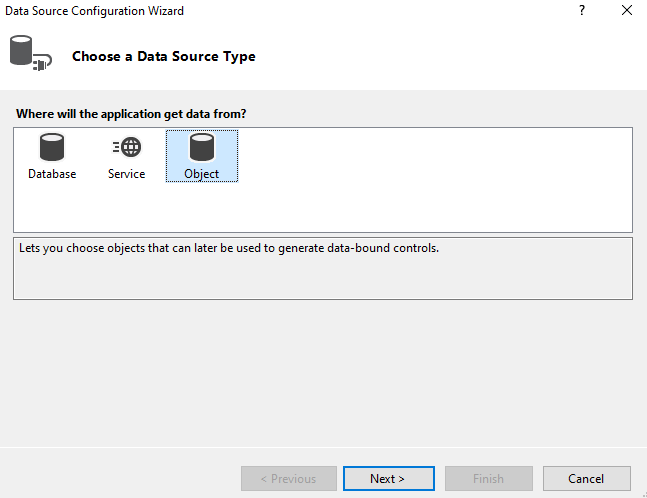 Data Source Configuration Wizard
?
Choose a Data Source Type
Where will the application get data from?
Database Service Object
Lets you choose objects that can later be used to generate data-bound controls.
< Previous Next > Finish Cancel